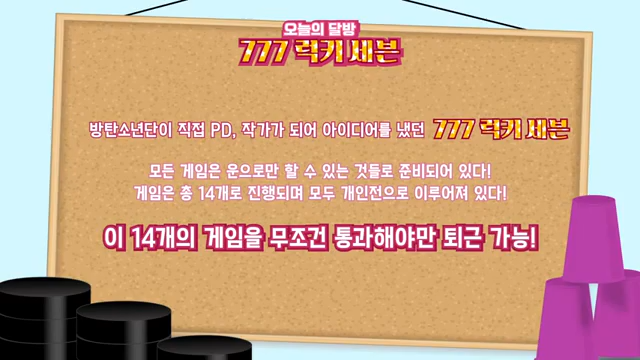 오늘의 달방
777 럭키 세븐
방탄소년단이 직접 PD, 작가가 되어 아이디어를 냈던 777 럭키 세븐
모든 게임은 운으로만 할 수 있는 것들로 준비되어 있다!
게임은 총 14개로 진행되며 모두 개인전으로 이루어져 있다!
이 14개의 게임을 무조건 통과해야만 퇴근 가능!